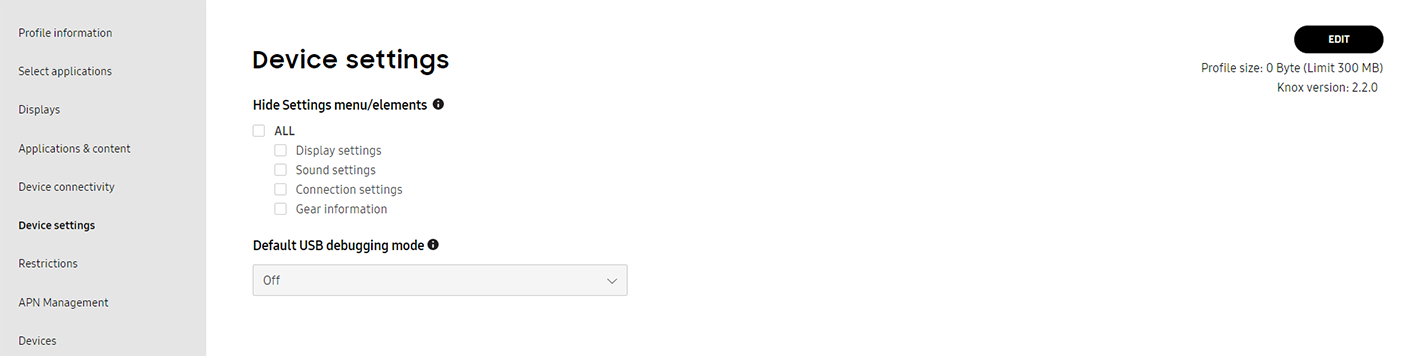 Profile information
Select applications
Displays
Applications & content
Device connectivity
Device settings
Restrictions
APN Management
Devices
Device settings
EDIT
Profile size: 0 Byte (Limit 300 MB)
Knox version: 2.2.0
Hide Settings menu/elements
ALL
Display settings
Sound settings
Connection settings
Gear information
Default USB debugging mode
Off